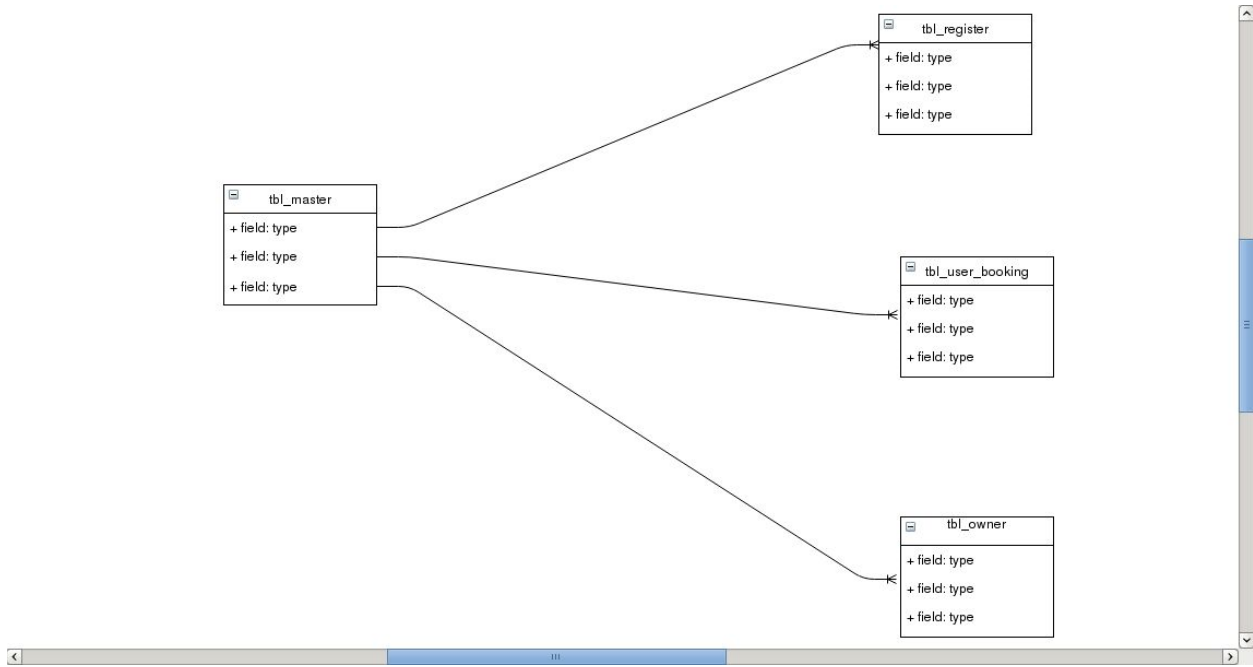 tbl_register
+ field: type
+ field: type
+ field: type
tbl_master
+ field: type
+ field: type
+ field: type
tbl_user_booking
+ field: type
+ field: type
+ field: type
tbl_owner
+ field: type
+ field: type
+ field: type